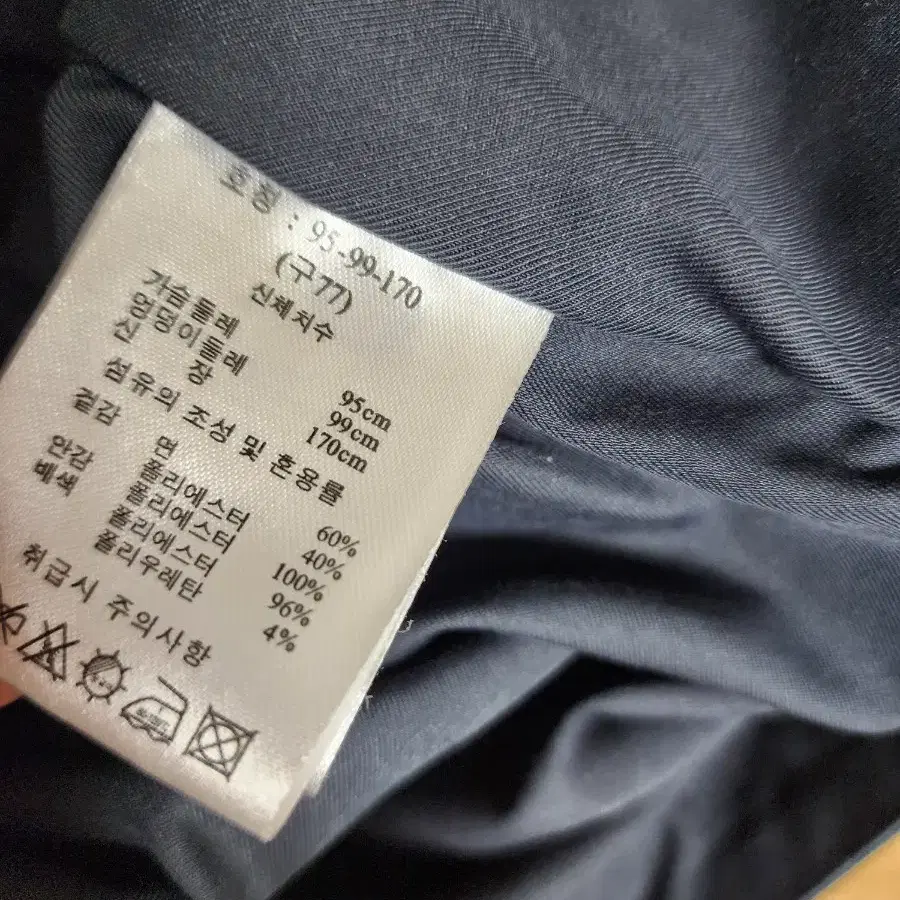 호칭 : 95-99-170
(구77)
신체치수
가슴둘레 95cm
엉덩이둘레 99cm
신 장 170cm
섬유의 조성 및 혼용률
겉감 면 60%
폴리에스터 40%
안감 폴리에스터 100%
배색 폴리에스터 96%
폴리우레탄 4%
취급시 주의사항